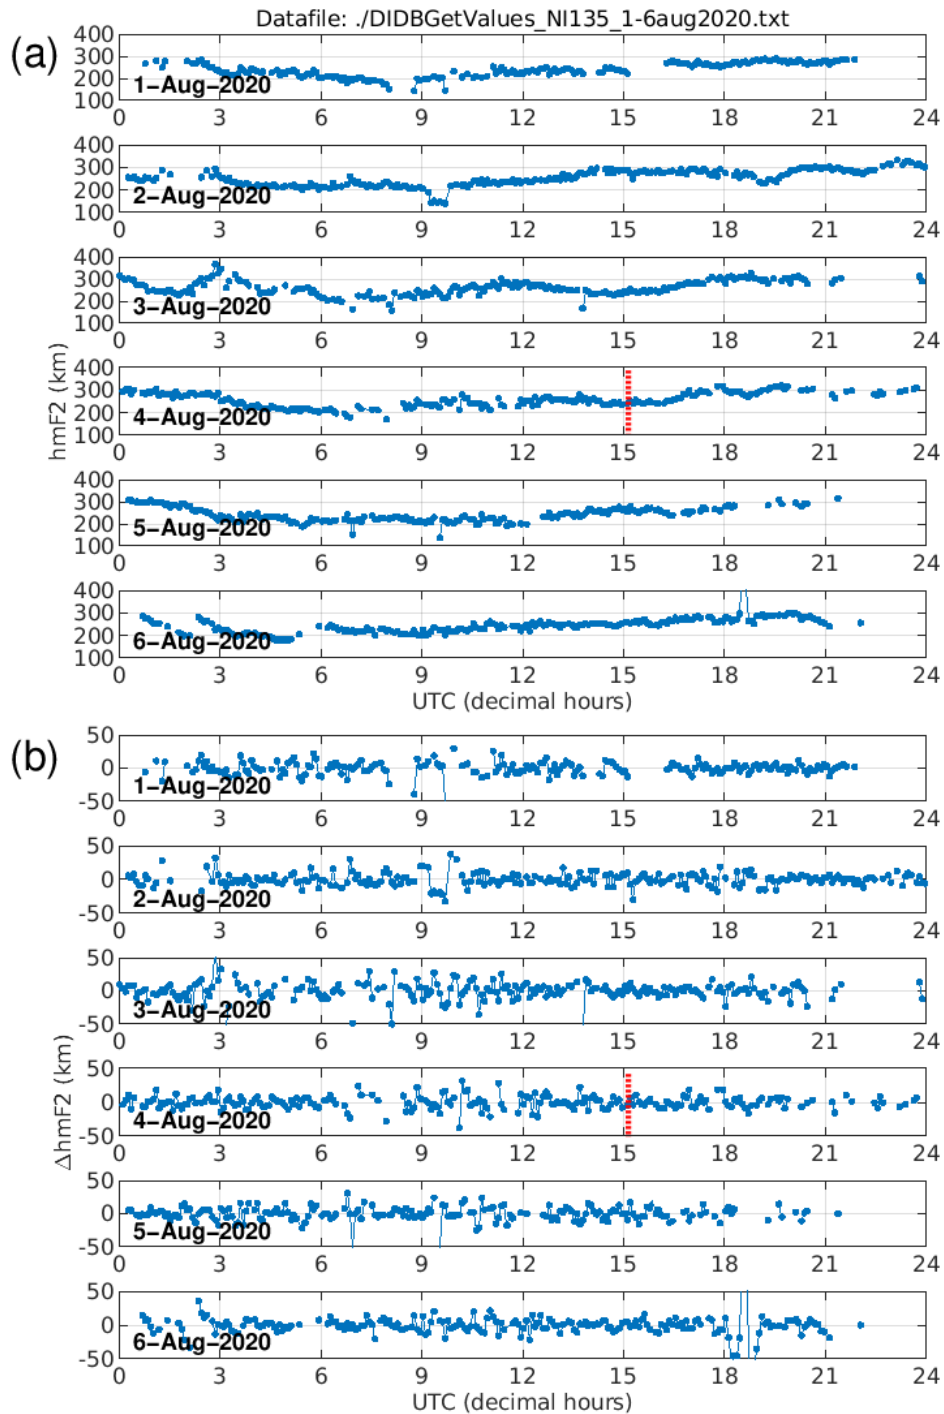 Datafile: ./DIDBGetValues_NI135_1-6aug2020.txt
(a)
400
300
200
100
1-Aug-2020
0 3 6 9 12 15 18 21 24
400
300
200
100
2-Aug-2020
0 3 6 9 12 15 18 21 24
400
300
200
100
3-Aug-2020
0 3 6 9 12 15 18 21 24
hmF2 (km)
400
300
200
100
4-Aug-2020
0 3 6 9 12 15 18 21 24
400
300
200
100
5-Aug-2020
0 3 6 9 12 15 18 21 24
400
300
200
100
6-Aug-2020
0 3 6 9 12 15 18 21 24
UTC (decimal hours)
(b)
50
0
-50
1-Aug-2020
0 3 6 9 12 15 18 21 24
50
0
-50
2-Aug-2020
0 3 6 9 12 15 18 21 24
50
0
-50
3-Aug-2020
0 3 6 9 12 15 18 21 24
ΔhmF2 (km)
50
0
-50
4-Aug-2020
0 3 6 9 12 15 18 21 24
50
0
-50
5-Aug-2020
0 3 6 9 12 15 18 21 24
50
0
-50
6-Aug-2020
0 3 6 9 12 15 18 21 24
UTC (decimal hours)